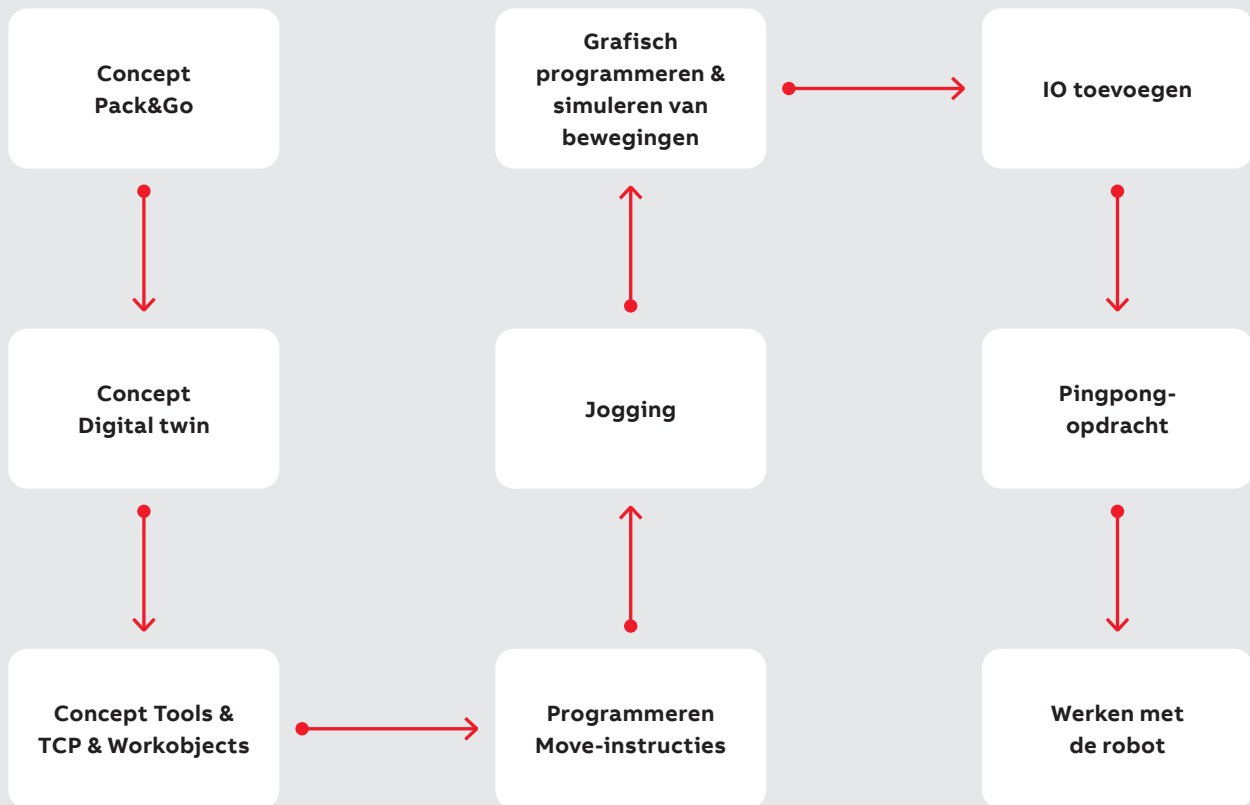 Concept
Pack&Go
Concept
Digital twin
Concept Tools &
TCP & Workobjects
Programmeren
Move-instructies
Jogging
Grafisch
programmeren &
simuleren van
bewegingen
IO toevoegen
Pingpong-
opdracht
Werken met
de robot